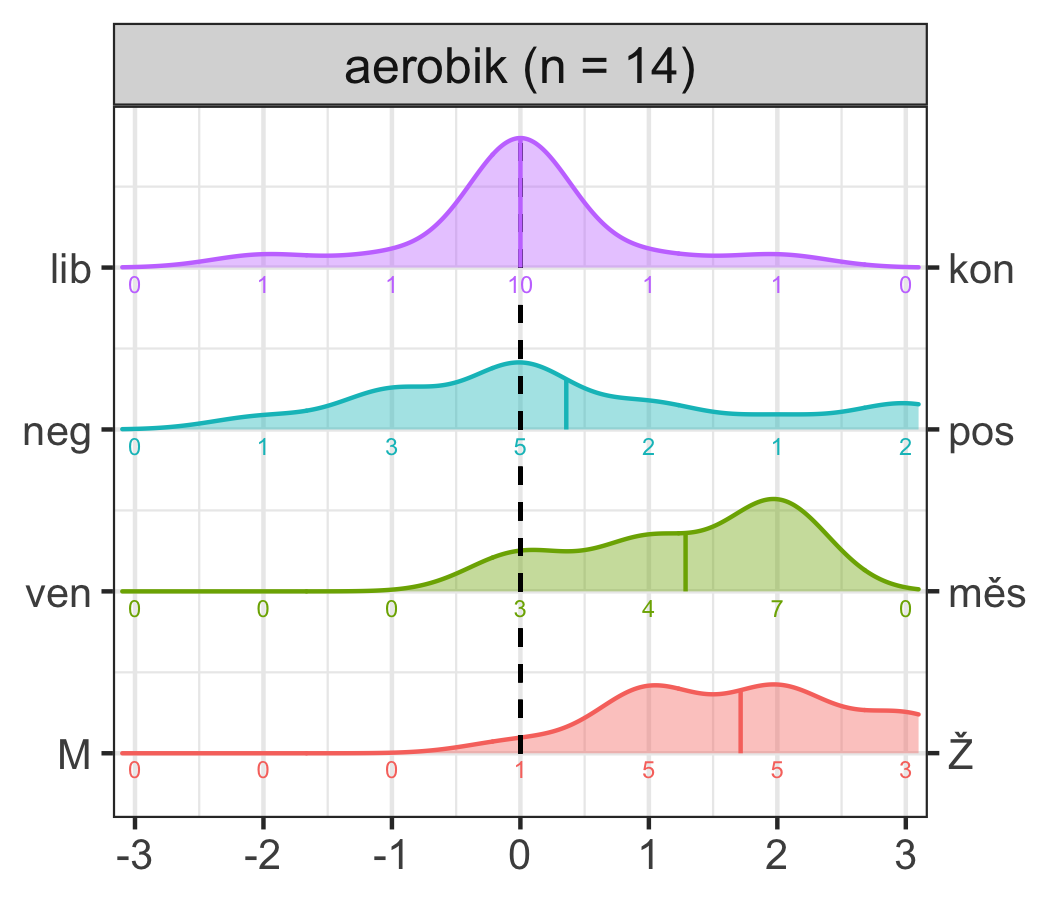 aerobik (n = 14)
lib kon
0 1 1 10 1 1 0
neg pos
0 1 3 5 2 1 2
ven měs
0 0 0 3 4 7 0
M Ž
0 0 0 1 5 5 3
-3 -2 -1 0 1 2 3